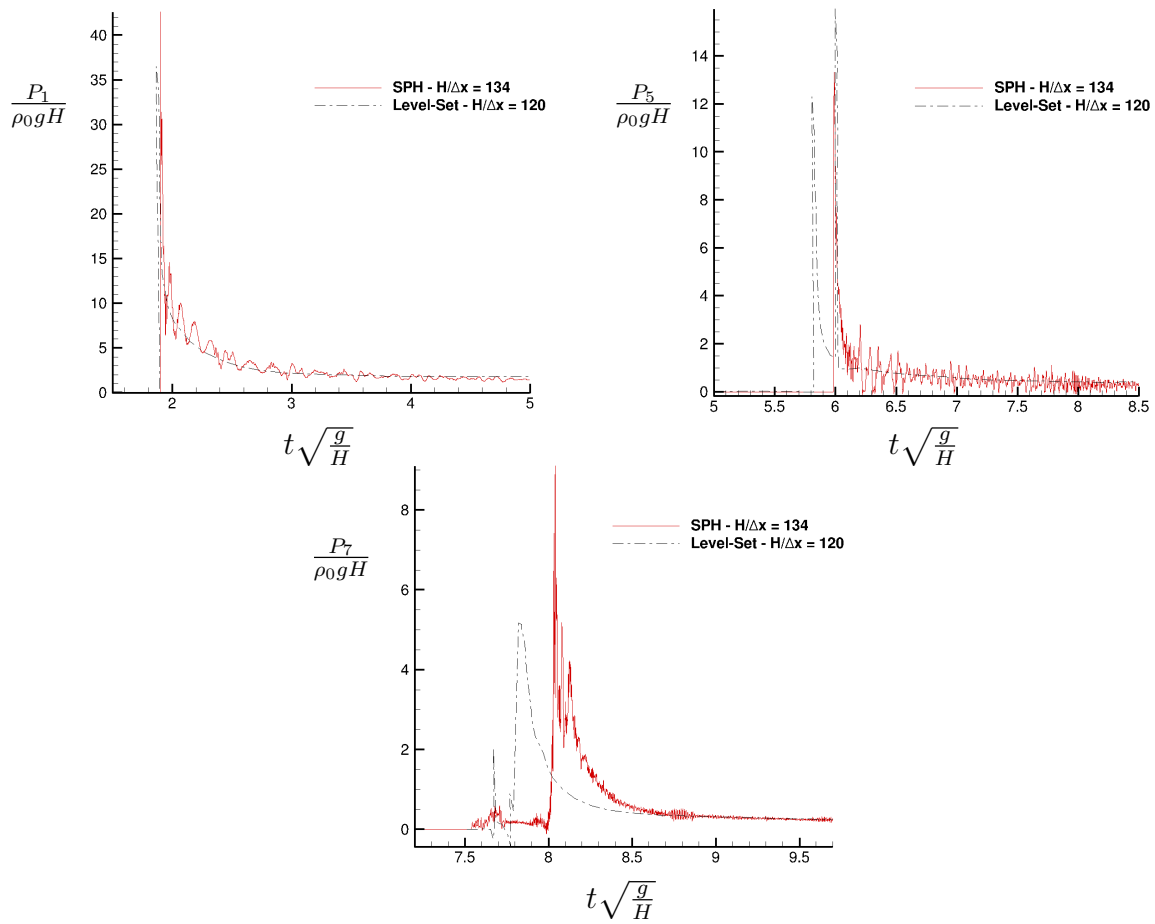 40
35
30
25
20
15
10
5
0
2 3 4 5
P₁/ρ₀gH
SPH - H/Δx = 134
Level-Set - H/Δx = 120
t√(g/H)
14
12
10
8
6
4
2
0
5 5.5 6 6.5 7 7.5 8 8.5
P₅/ρ₀gH
SPH - H/Δx = 134
Level-Set - H/Δx = 120
t√(g/H)
8
6
4
2
0
7.5 8 8.5 9 9.5
P₇/ρ₀gH
SPH - H/Δx = 134
Level-Set - H/Δx = 120
t√(g/H)